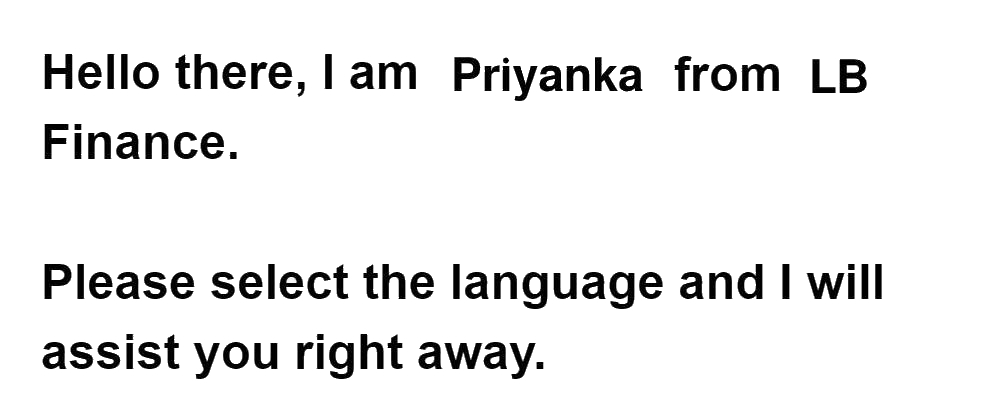 Hello there, I am Priyanka from LB
Finance.
Please select the language and I will
assist you right away.